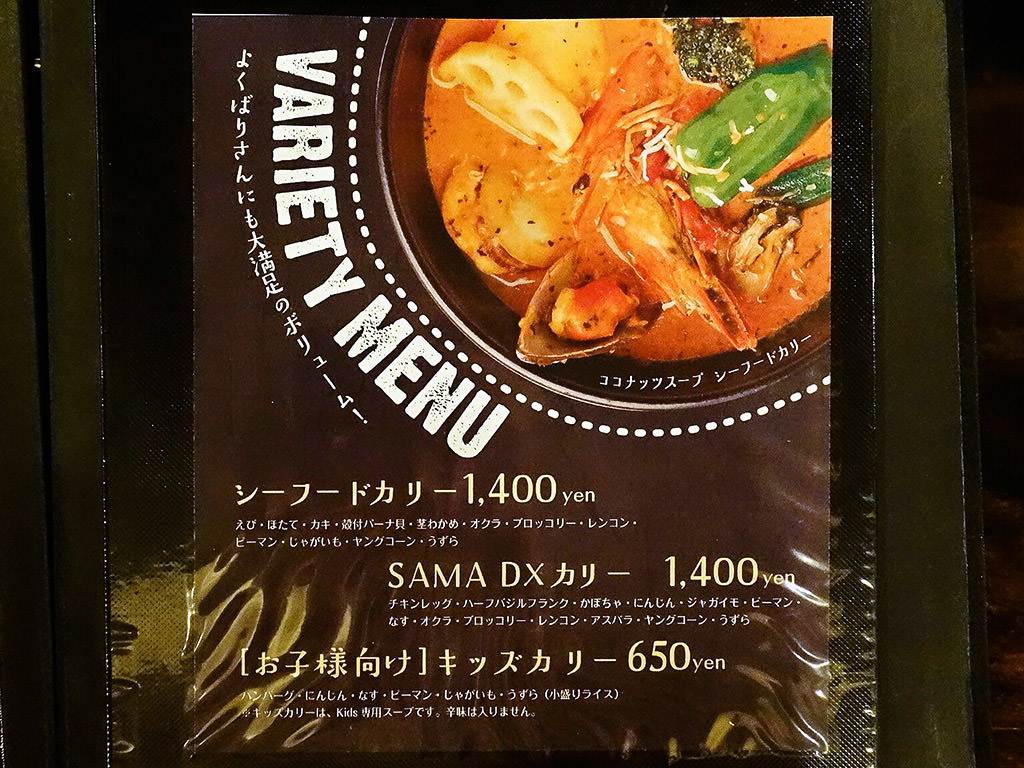 VARIETY MENU
よくばりさんにも大満足のボリューム!
ココナッツスープ シーフードカリー
シーフードカリー 1,400 yen
えび・ほたて・カキ・殻付パーナ貝・茎わかめ・オクラ・ブロッコリー・レンコン・
ピーマン・じゃがいも・ヤングコーン・うずら
SAMA DXカリー 1,400 yen
チキンレッグ・ハーフバジルフランク・かぼちゃ・にんじん・ジャガイモ・ピーマン・
なす・オクラ・ブロッコリー・レンコン・アスパラ・ヤングコーン・うずら
[お子様向け]キッズカリー 650 yen
ハンバーグ・にんじん・なす・ピーマン・じゃがいも・うずら(小盛りライス)
※キッズカリーは、Kids専用スープです。辛味は入りません。